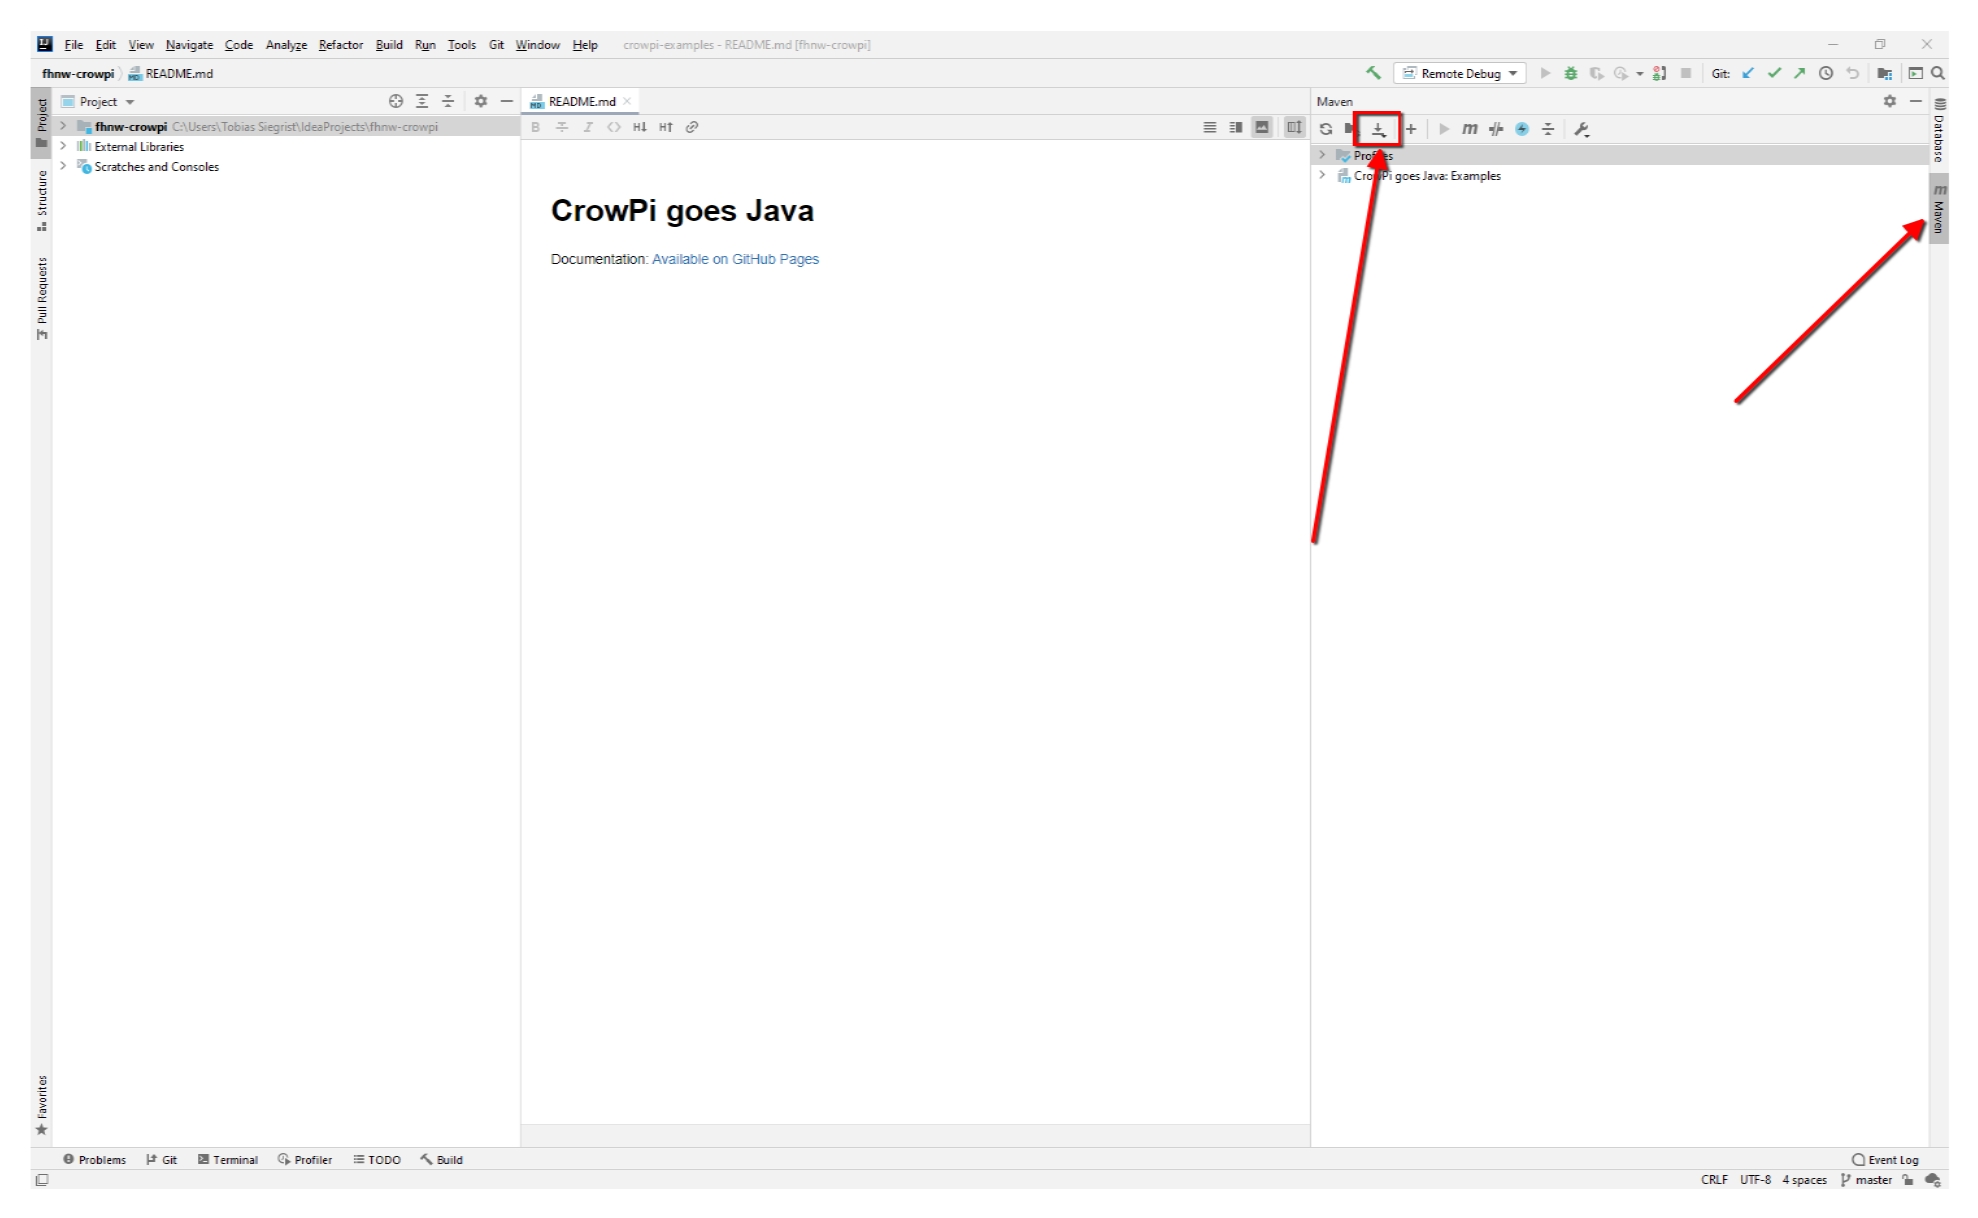 File Edit View Navigate Code Analyze Refactor Build Run Tools Git Window Help crowpi-examples - README.md [fhnw-crowpi]
fhnw-crowpi README.md
Remote Debug Git:
Project
README.md
Maven
fhnw-crowpi C:\Users\Tobias Siegrist\IdeaProjects\fhnw-crowpi
External Libraries
Scratches and Consoles
B I <> H↓ H↑
m
Profiles
CrowPi goes Java: Examples
CrowPi goes Java
Documentation: Available on GitHub Pages
Project
Structure
Pull Requests
Favorites
Database
m Maven
Problems Git Terminal Profiler TODO Build
Event Log
CRLF UTF-8 4 spaces master